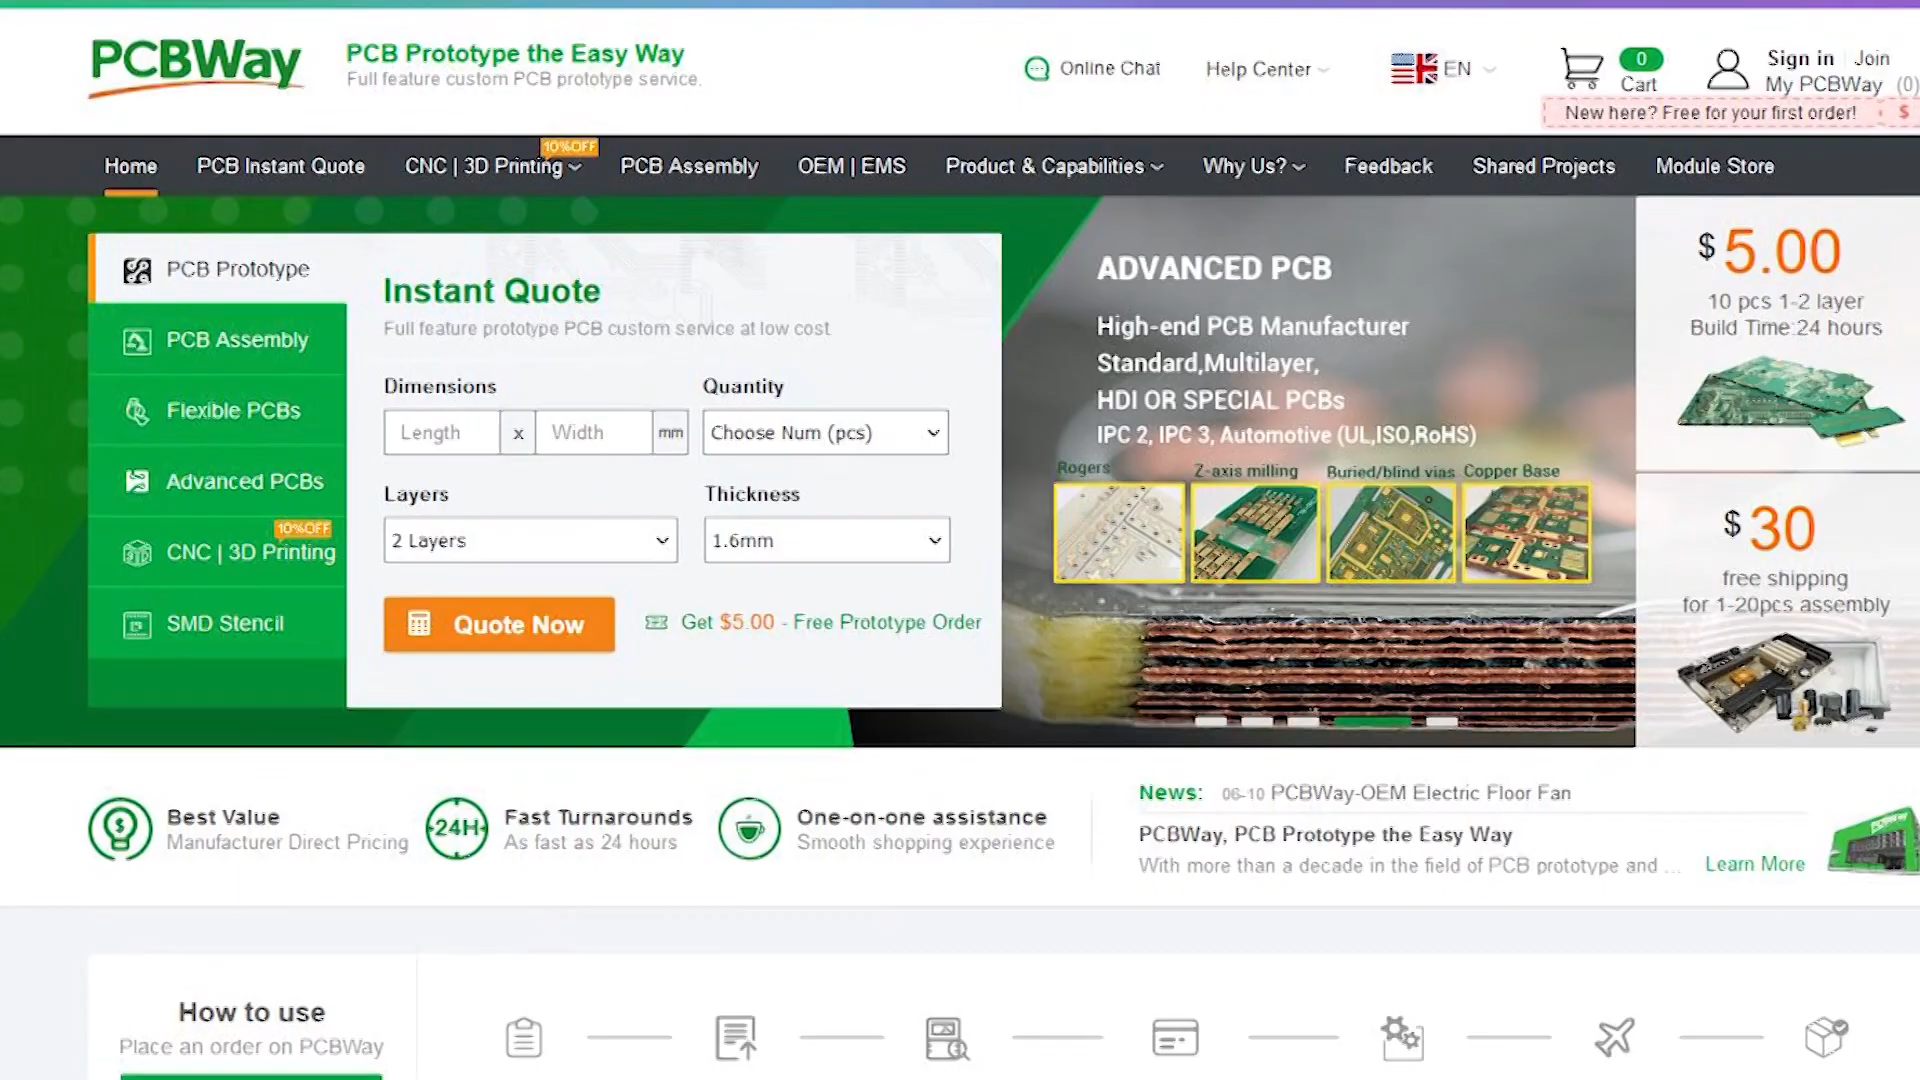 PCBWay
PCB Prototype the Easy Way
Full feature custom PCB prototype service.
Online Chat
Help Center
EN
0
Cart
Sign in
Join
My PCBWay (0)
New here? Free for your first order!
$
Home
PCB Instant Quote
CNC | 3D Printing
10%OFF
PCB Assembly
OEM | EMS
Product & Capabilities
Why Us?
Feedback
Shared Projects
Module Store
PCB Prototype
PCB Assembly
Flexible PCBs
Advanced PCBs
10%OFF
CNC | 3D Printing
SMD Stencil
Instant Quote
Full feature prototype PCB custom service at low cost.
Dimensions
Quantity
Length
x
Width
mm
Choose Num (pcs)
Layers
Thickness
2 Layers
1.6mm
Quote Now
Get $5.00 - Free Prototype Order
ADVANCED PCB
High-end PCB Manufacturer
Standard,Multilayer,
HDI OR SPECIAL PCBs
IPC 2, IPC 3, Automotive (UL,ISO,RoHS)
Rogers
Z-axis milling
Buried/blind vias
Copper Base
$5.00
10 pcs 1-2 layer
Build Time:24 hours
$30
free shipping
for 1-20pcs assembly
Best Value
Manufacturer Direct Pricing
24H
Fast Turnarounds
As fast as 24 hours
One-on-one assistance
Smooth shopping experience
News:
06-10 PCBWay-OEM Electric Floor Fan
PCBWay, PCB Prototype the Easy Way
With more than a decade in the field of PCB prototype and ...
Learn More
How to use
Place an order on PCBWay